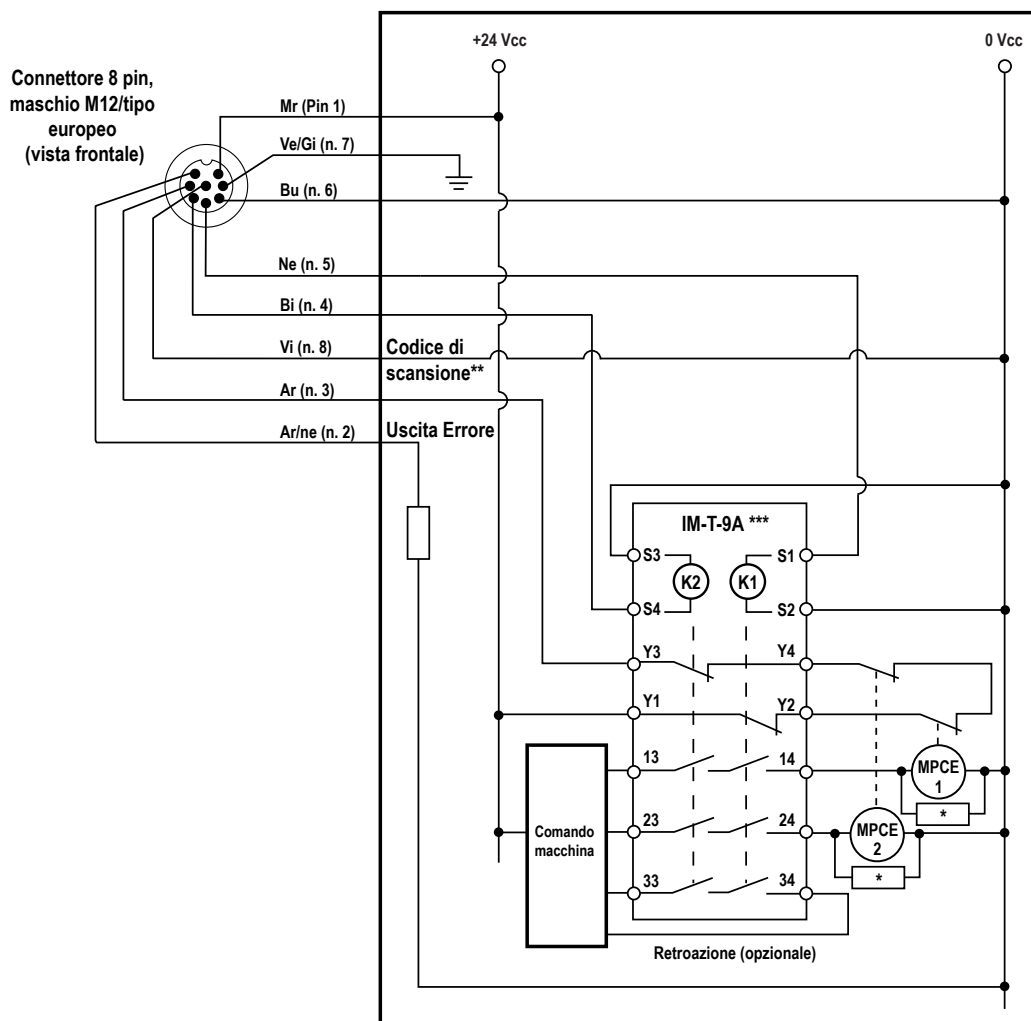 +24 Vcc
0 Vcc
Connettore 8 pin,
maschio M12/tipo
europeo
(vista frontale)
Mr (Pin 1)
Ve/Gi (n. 7)
Bu (n. 6)
Ne (n. 5)
Bi (n. 4)
Vi (n. 8)
Codice di
scansione**
Ar (n. 3)
Ar/ne (n. 2)
Uscita Errore
IM-T-9A ***
S3
K2
K1
S1
S4
S2
Y3
Y4
Y1
Y2
13
14
MPCE
1
*
23
24
MPCE
2
*
Comando
macchina
33
34
Retroazione (opzionale)